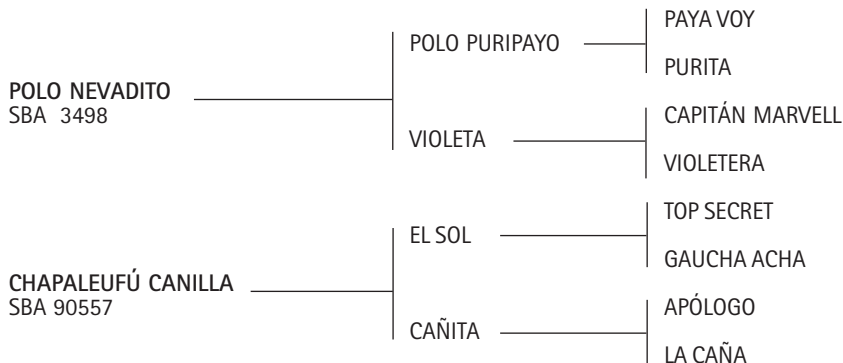 PAYA VOY
POLO PURIPAYO
PURITA
POLO NEVADITO
SBA 3498
CAPITÁN MARVELL
VIOLETA
VIOLETERA
TOP SECRET
EL SOL
GAUCHA ACHA
CHAPALEUFÚ CANILLA
SBA 90557
APÓLOGO
CAÑITA
LA CAÑA